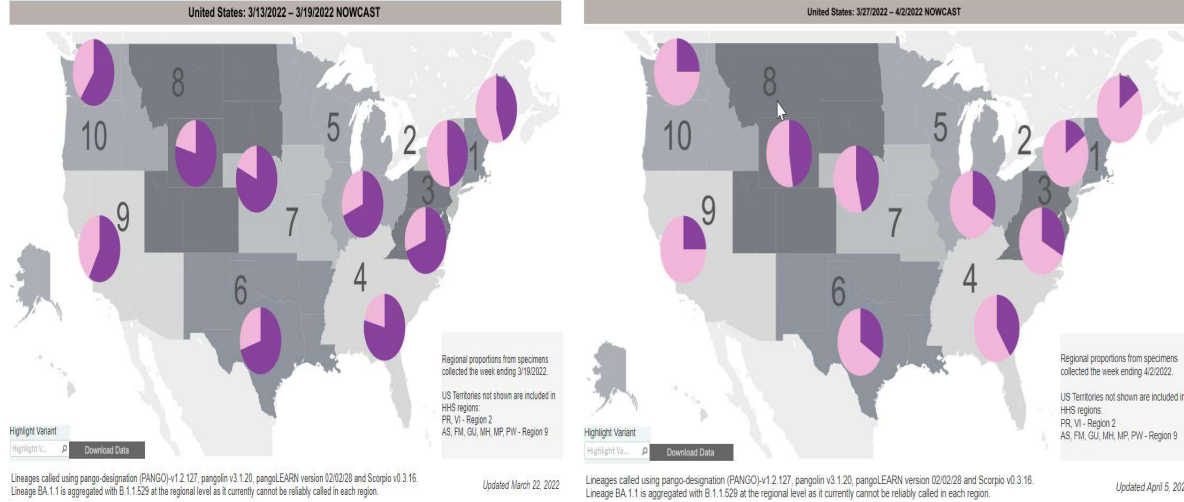 United States: 3/13/2022 – 3/19/2022 NOWCAST
8
10
5
2
1
3
9
7
6
4
Regional proportions from specimens
collected the week ending 3/19/2022.
US Territories not shown are included in
HHS regions:
PR, VI - Region 2
AS, FM, GU, MH, MP, PW - Region 9
Highlight Variant
Highlight V...
Download Data
Lineages called using pango-designation (PANGO)-v1.2.127, pangolin v3.1.20, pangoLEARN version 02/02/28 and Scorpio v0.3.16.
Lineage BA.1.1 is aggregated with B.1.1.529 at the regional level as it currently cannot be reliably called in each region.
Updated March 22, 2022
United States: 3/27/2022 – 4/2/2022 NOWCAST
8
10
5
2
1
3
9
7
6
4
Regional proportions from specimens
collected the week ending 4/2/2022.
US Territories not shown are included in
HHS regions:
PR, VI - Region 2
AS, FM, GU, MH, MP, PW - Region 9
Highlight Variant
Highlight Va...
Download Data
Lineages called using pango-designation (PANGO)-v1.2.127, pangolin v3.1.20, pangoLEARN version 02/02/28 and Scorpio v0.3.16.
Lineage BA.1.1 is aggregated with B.1.1.529 at the regional level as it currently cannot be reliably called in each region.
Updated April 5, 202